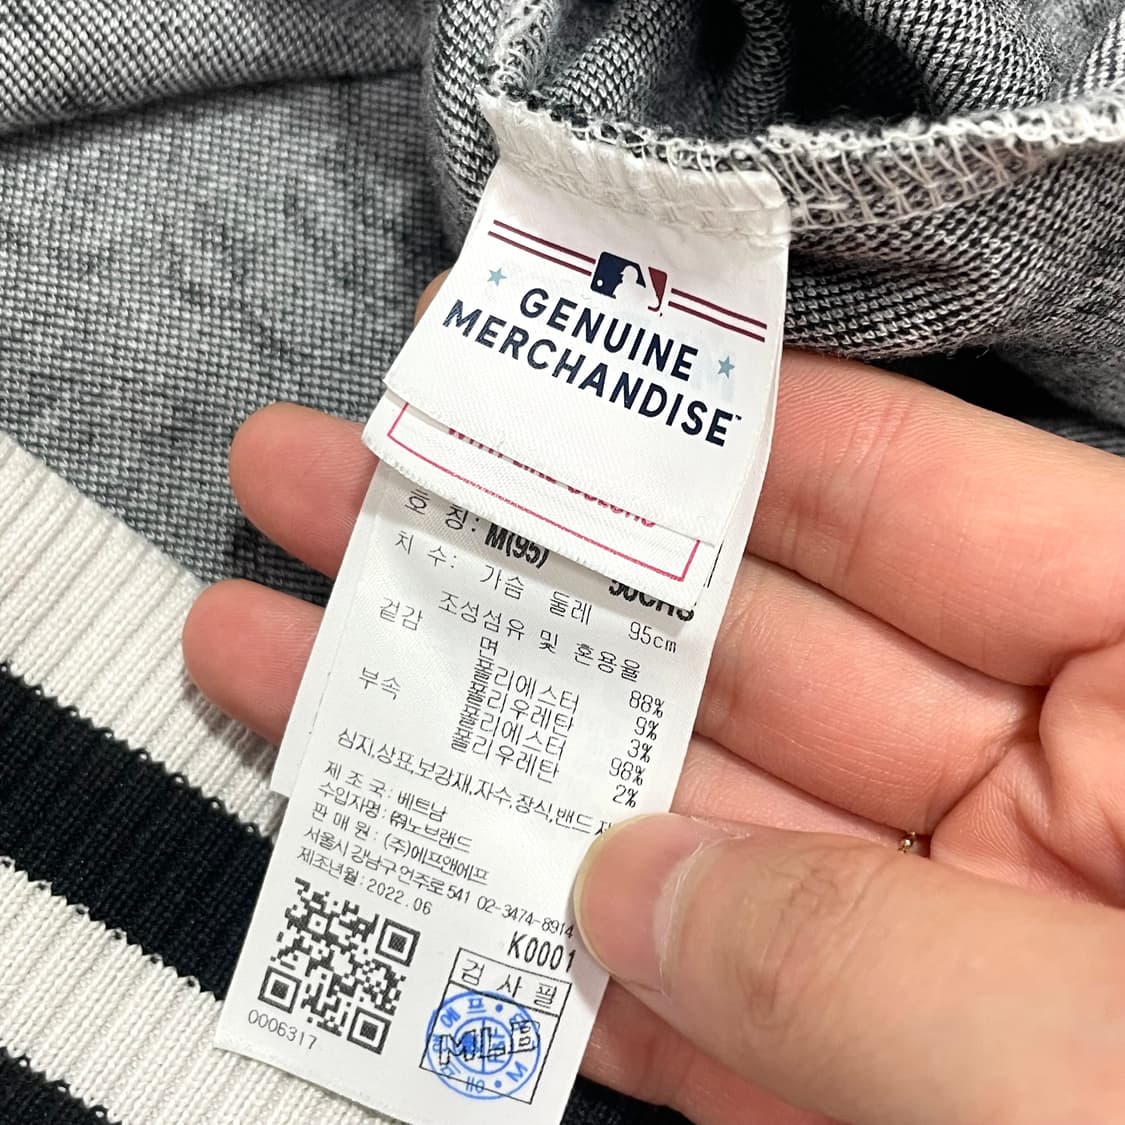 GENUINE
MERCHANDISE™
호 칭: M(95)
치 수: 가슴 둘레 95cm
조성섬유 및 혼용율
겉감 면 88%
폴리에스터 9%
폴리우레탄 3%
부속 폴리에스터 98%
폴리우레탄 2%
심지,상표,보강재,자수,장식,밴드
제 조 국: 베트남
수입자명: ㈜노브랜드
판 매 원: (주)에프앤에프
서울시 강남구 언주로 541 02-3474-8914
제조년월: 2022.06
K0001
검 사 필
0006317
MLB